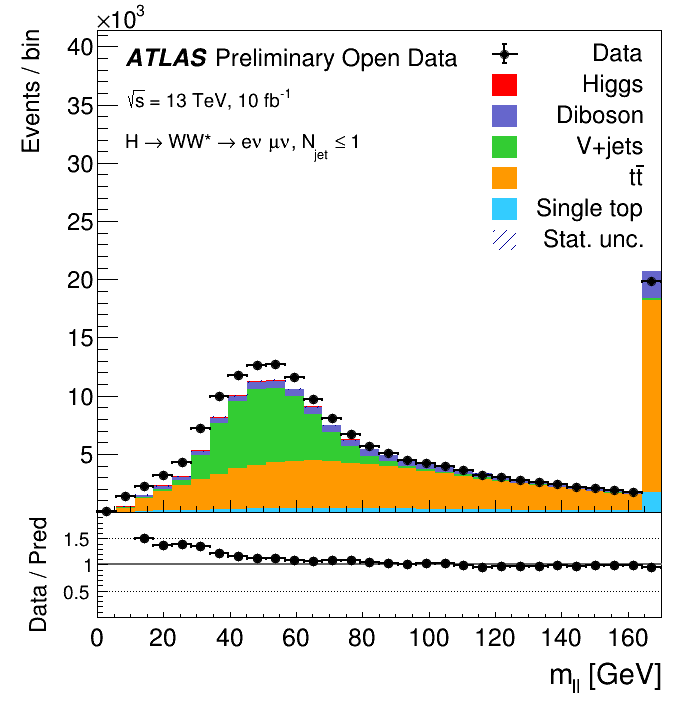 ×10³
Events / bin
40
35
30
25
20
15
10
5
ATLAS Preliminary Open Data
√s = 13 TeV, 10 fb⁻¹
H → WW* → eν μν, N_jet ≤ 1
Data
Higgs
Diboson
V+jets
tt̄
Single top
Stat. unc.
Data / Pred
1.5
1
0.5
0 20 40 60 80 100 120 140 160
m_ll [GeV]